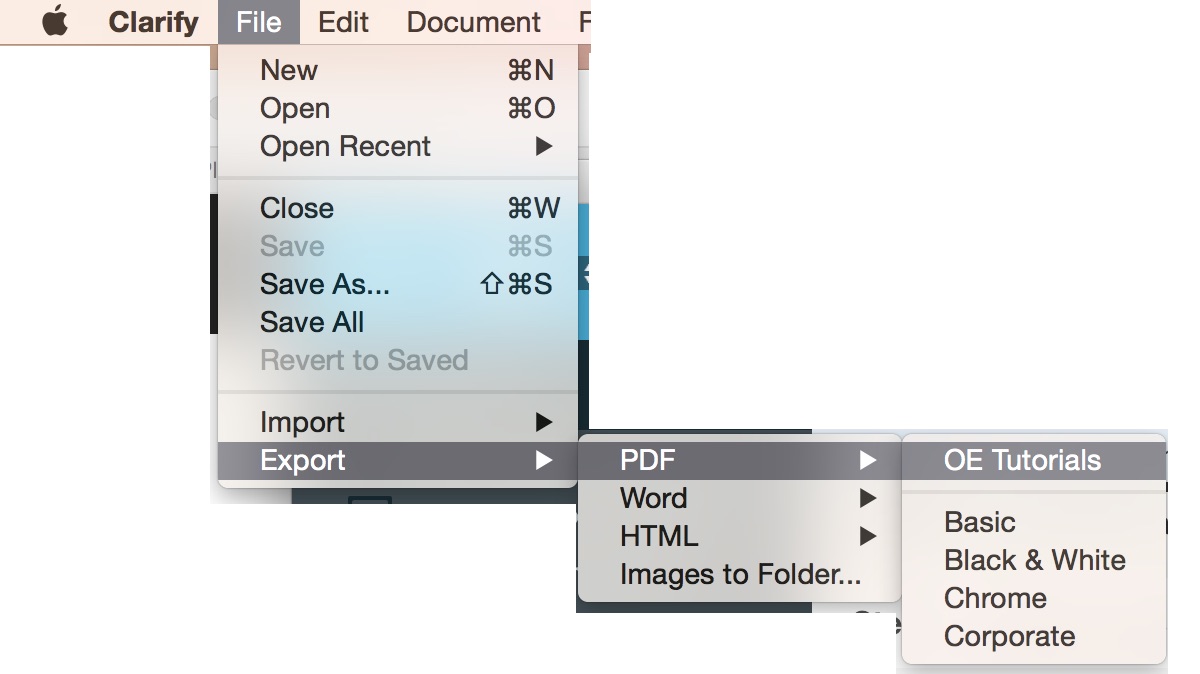 Clarify File Edit Document
New ⌘N
Open ⌘O
Open Recent ▶
Close ⌘W
Save ⌘S
Save As... ⇧⌘S
Save All
Revert to Saved
Import ▶
Export ▶
PDF ▶
Word ▶
HTML ▶
Images to Folder...
OE Tutorials
Basic
Black & White
Chrome
Corporate